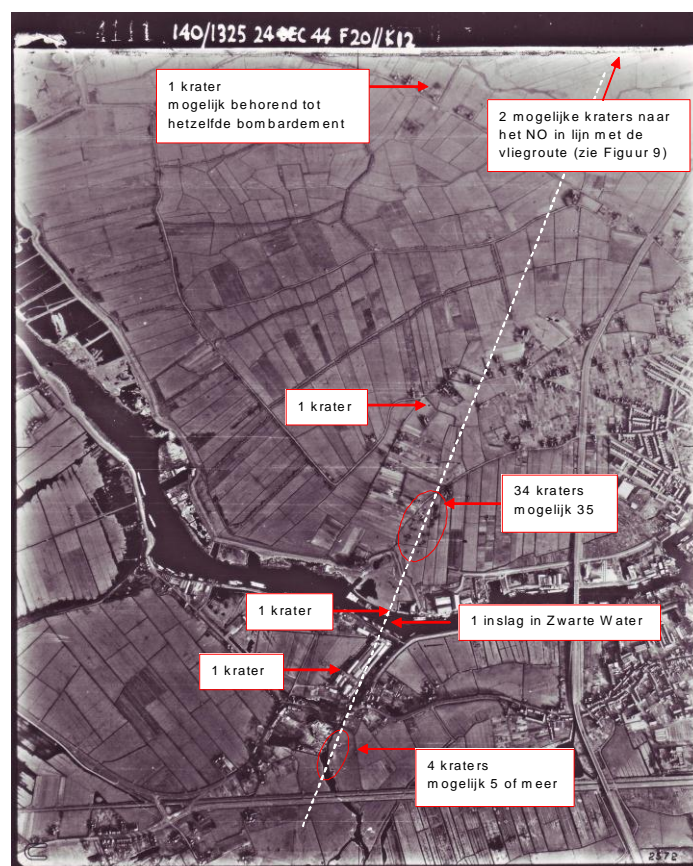 140/1325 24 DEC 44 F20//K12
1 krater
mogelijk behorend tot
hetzelfde bombardement
2 mogelijke kraters naar
het NO in lijn met de
vliegroute (zie Figuur 9)
1 krater
34 kraters
mogelijk 35
1 krater
1 inslag in Zwarte Water
1 krater
4 kraters
mogelijk 5 of meer
2572